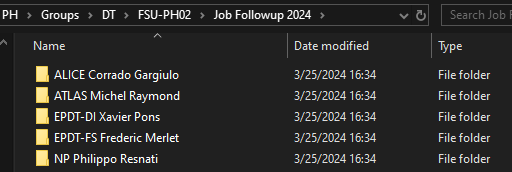 PH > Groups > DT > FSU-PH02 > Job Followup 2024 > Search Job Fo
Name Date modified Type
ALICE Corrado Gargiulo 3/25/2024 16:34 File folder
ATLAS Michel Raymond 3/25/2024 16:34 File folder
EPDT-DI Xavier Pons 3/25/2024 16:34 File folder
EPDT-FS Frederic Merlet 3/25/2024 16:34 File folder
NP Philippo Resnati 3/25/2024 16:34 File folder